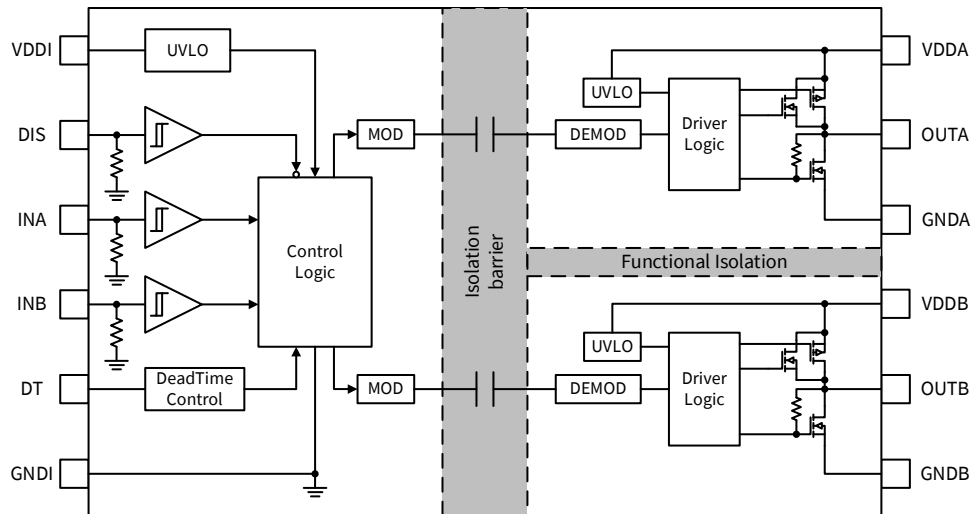 VDDI
UVLO
VDDA
UVLO
DIS
MOD
DEMOD
Driver
Logic
OUTA
INA
GNDA
Control
Logic
Isolation
barrier
Functional Isolation
INB
VDDB
UVLO
DT
DeadTime
Control
MOD
DEMOD
Driver
Logic
OUTB
GNDI
GNDB